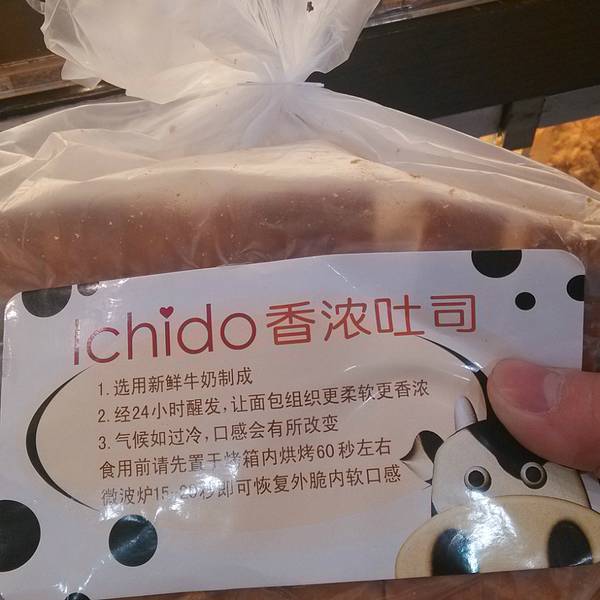 Ichido香浓吐司
1. 选用新鲜牛奶制成
2. 经24小时醒发, 让面包组织更柔软更香浓
3. 气候如过冷, 口感会有所改变
食用前请先置于烤箱内烘烤60秒左右
微波炉15-20秒即可恢复外脆内软口感